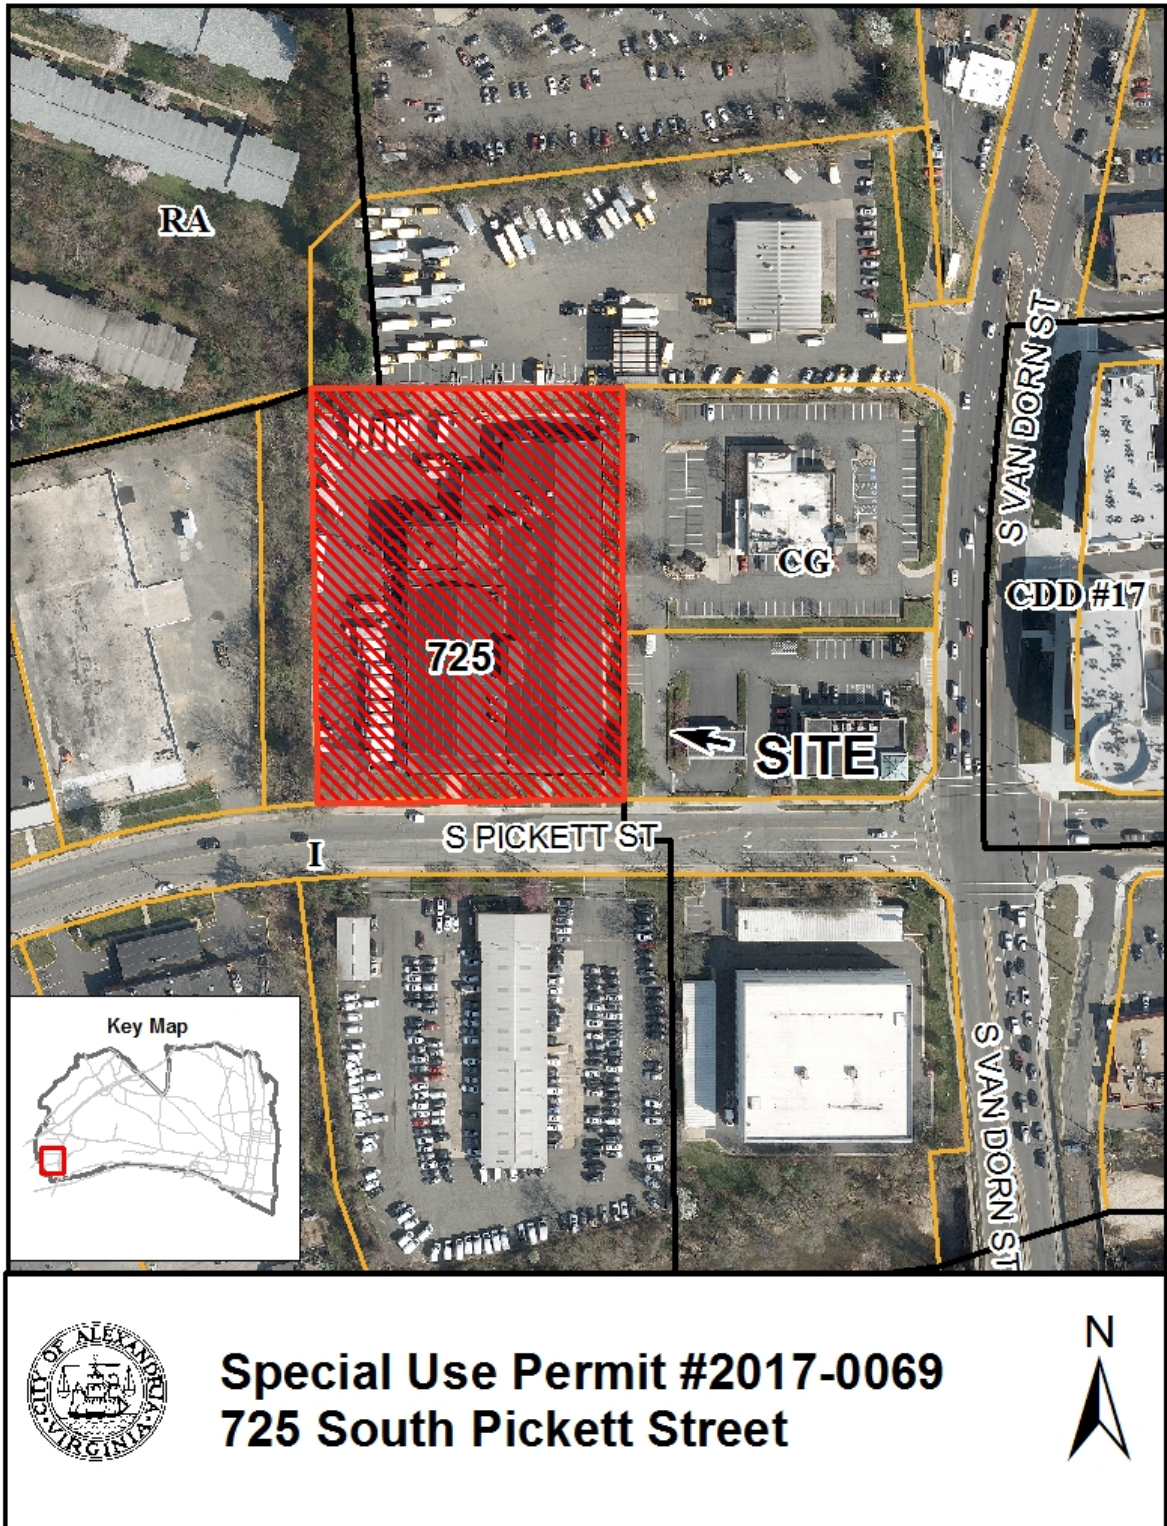 RA
S VAN DORN ST
CG
CDD #17
725
SITE
S PICKETT ST
I
Key Map
S VAN DORN ST
CITY OF ALEXANDRIA
VIRGINIA
N
Special Use Permit #2017-0069
725 South Pickett Street